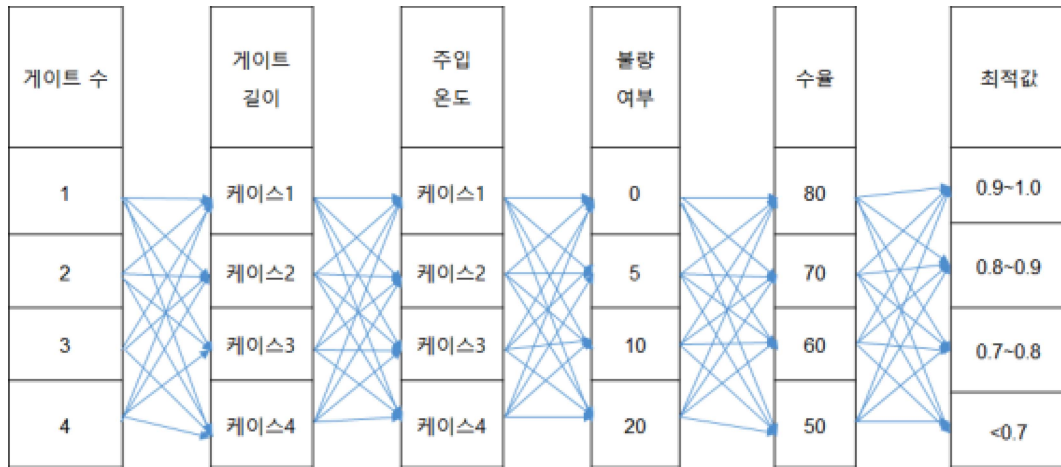 게이트 수
게이트
길이
주입
온도
불량
여부
수율
최적값
1
케이스1
케이스1
0
80
0.9~1.0
2
케이스2
케이스2
5
70
0.8~0.9
3
케이스3
케이스3
10
60
0.7~0.8
4
케이스4
케이스4
20
50
<0.7